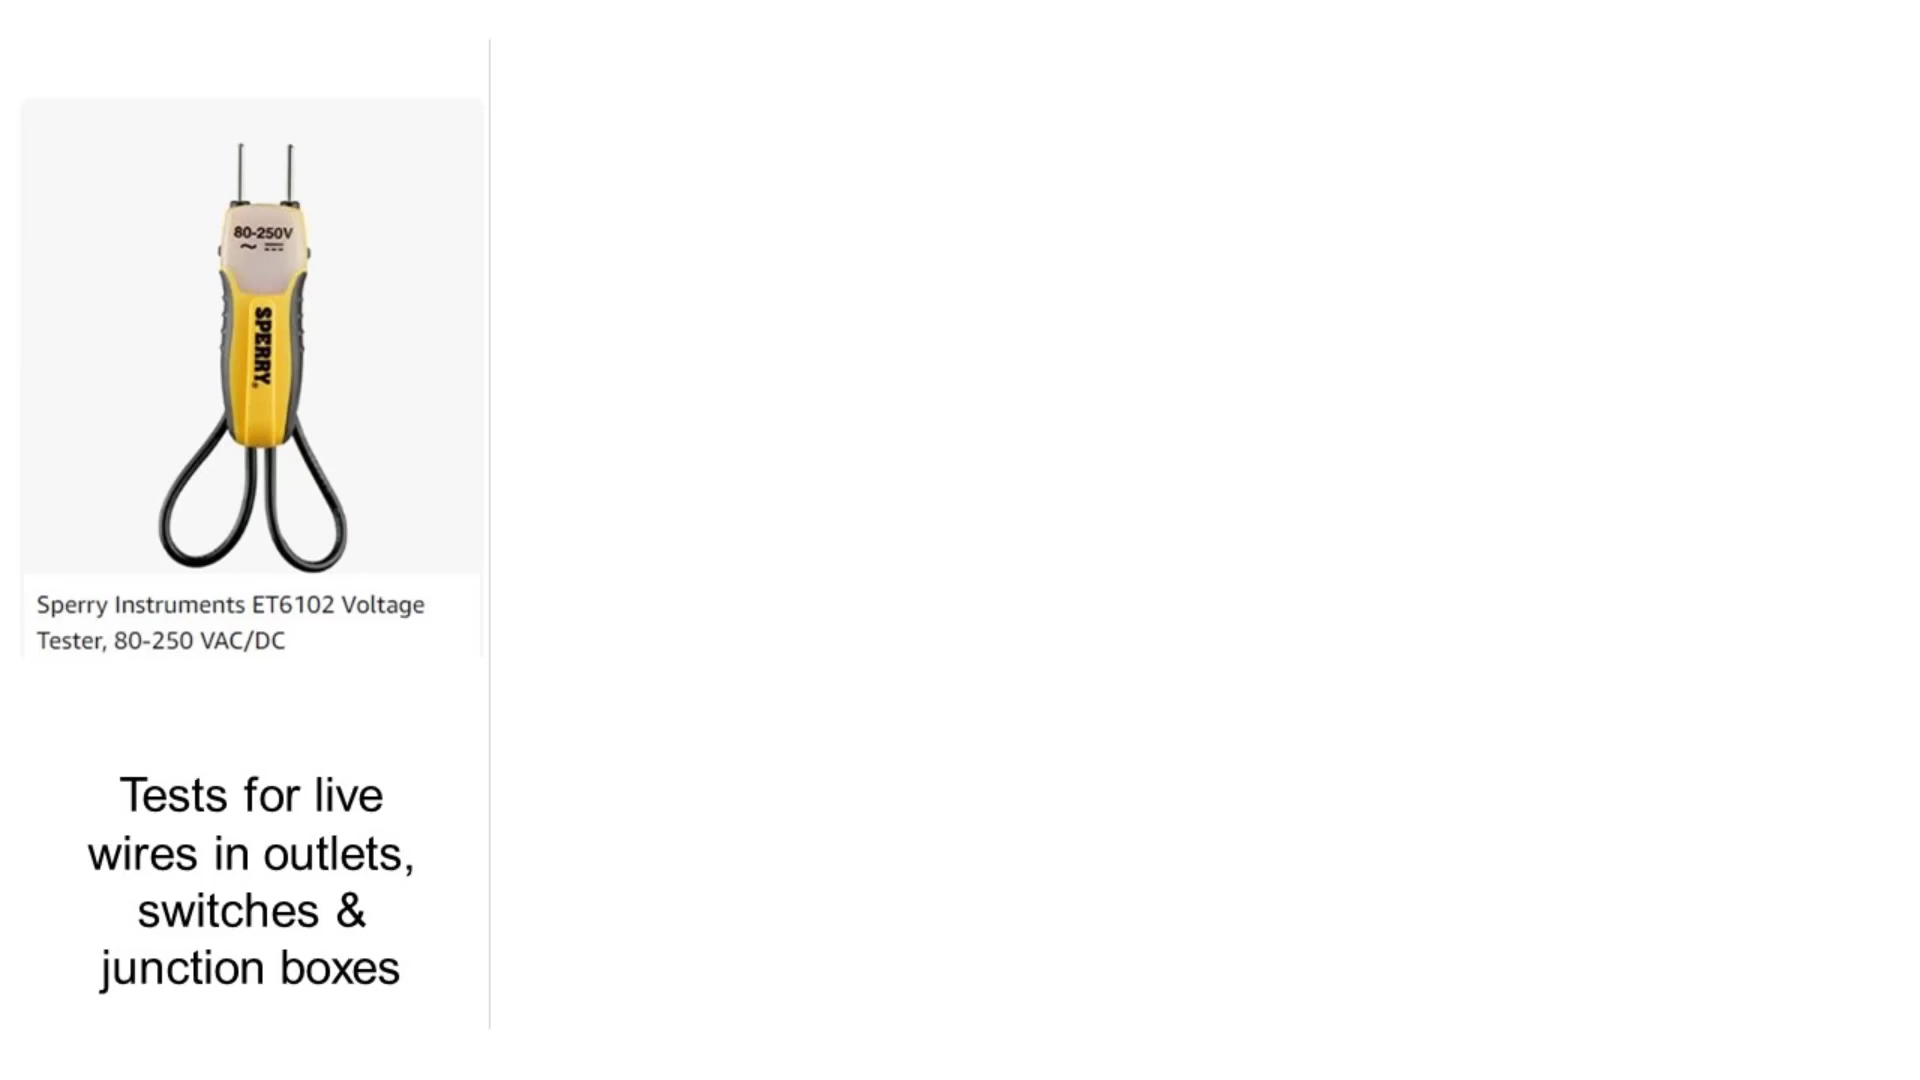 80-250V
SPERRY
Sperry Instruments ET6102 Voltage
Tester, 80-250 VAC/DC
Tests for live
wires in outlets,
switches &
junction boxes